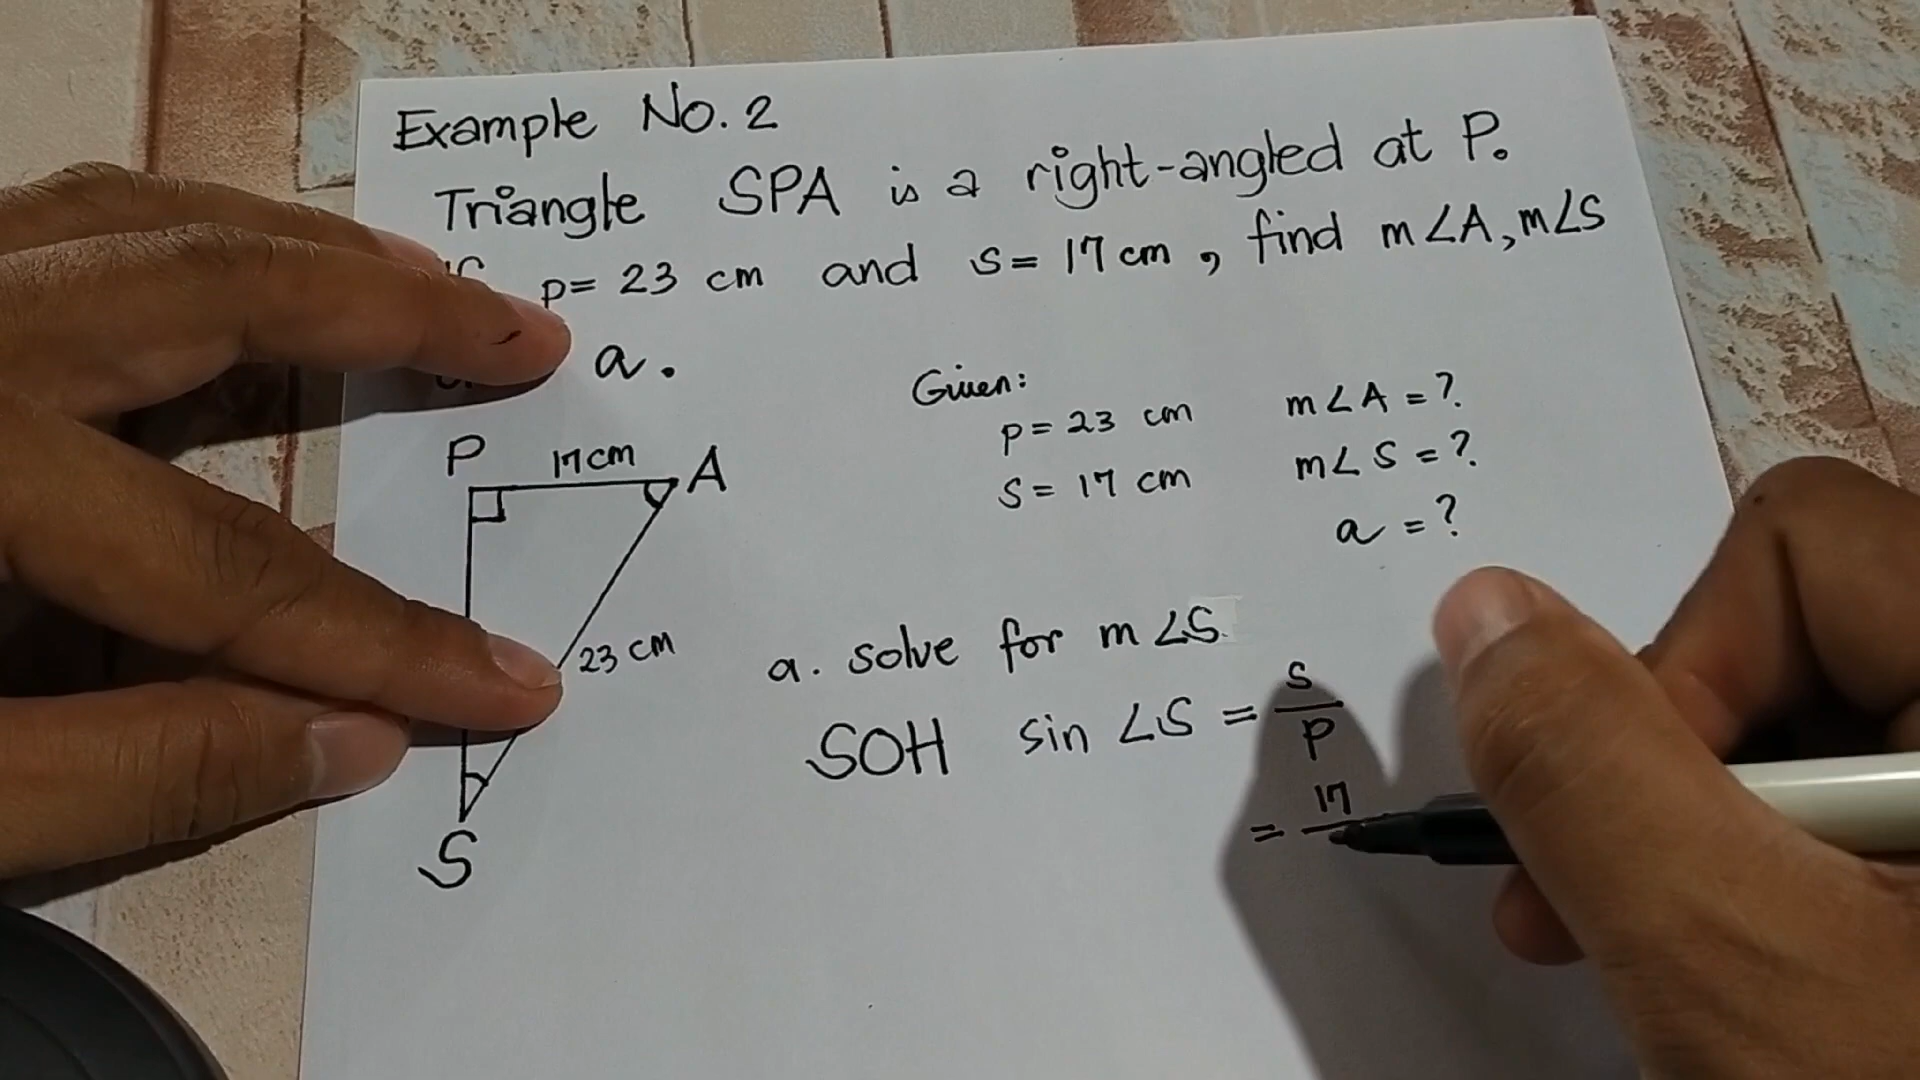 Example No. 2
Triangle SPA is a right-angled at P.
p = 23 cm and s = 17 cm, find m∠A, m∠S
a.
Given:
p = 23 cm
s = 17 cm
m∠A = ?
m∠S = ?
a = ?
P 17cm A
23 cm
S
a. solve for m∠S.
SOH sin ∠S = s/p
= 17